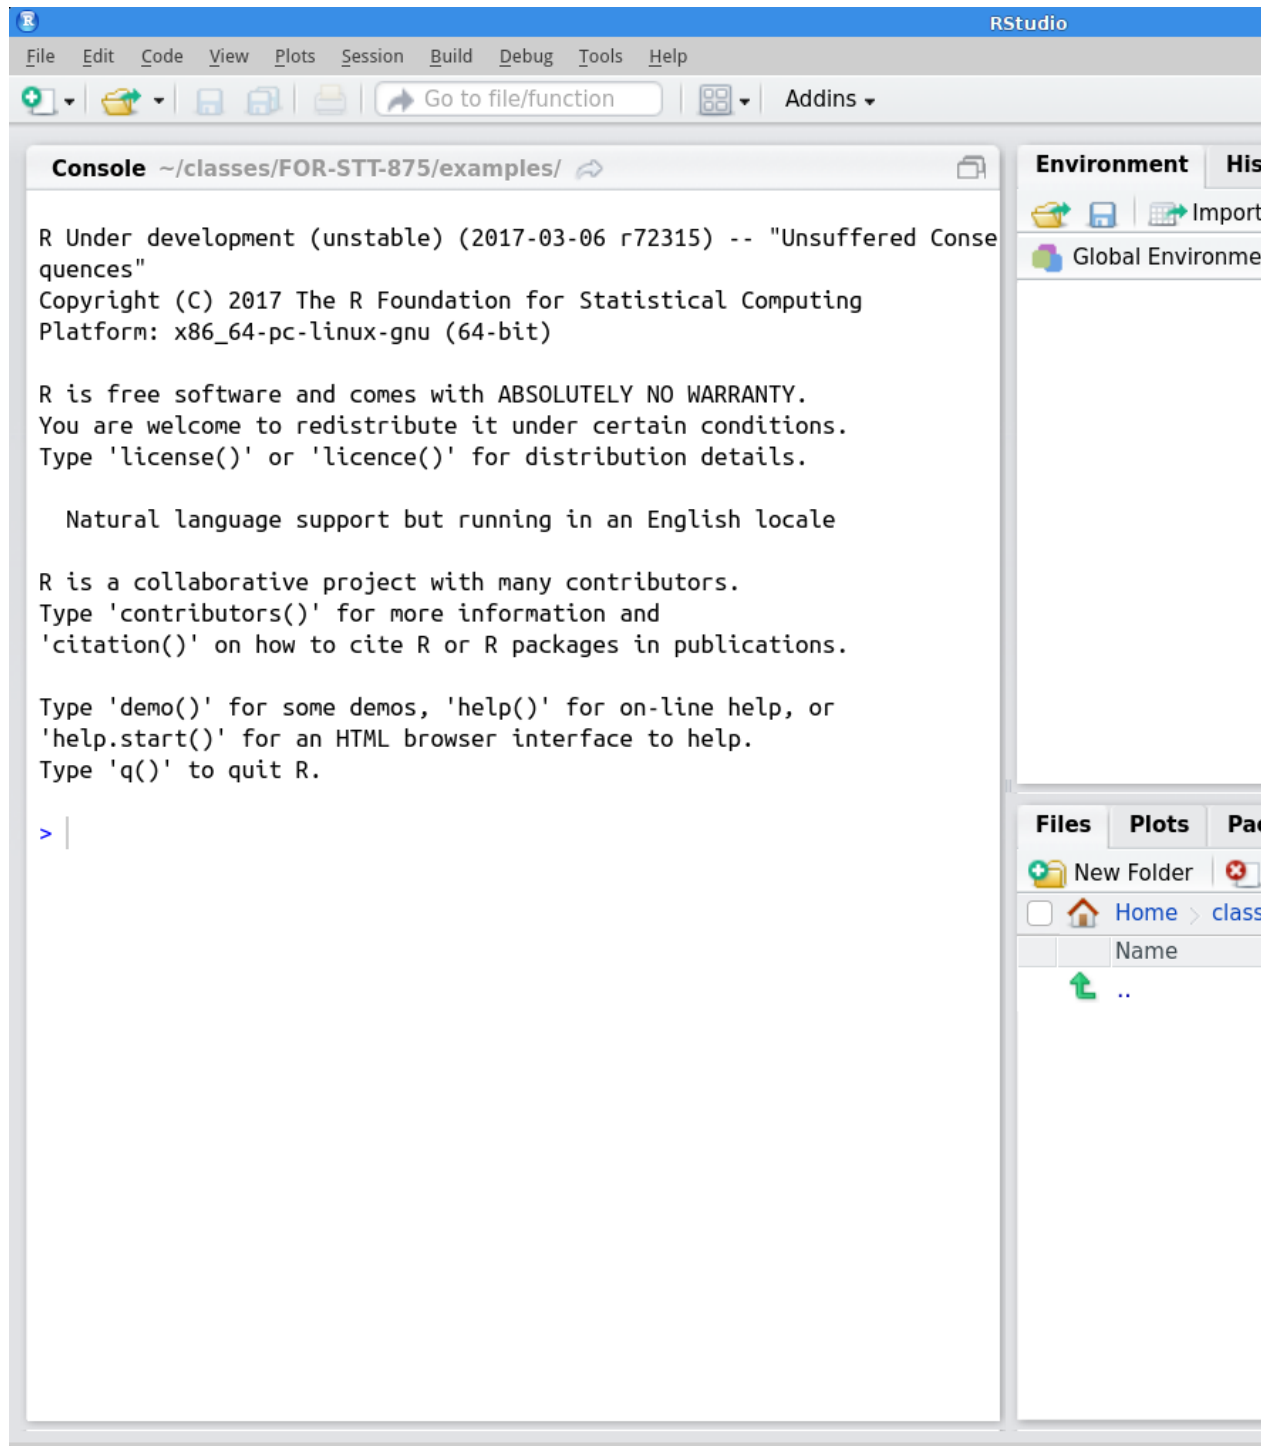 RStudio
File Edit Code View Plots Session Build Debug Tools Help
Go to file/function Addins
Console ~/classes/FOR-STT-875/examples/
R Under development (unstable) (2017-03-06 r72315) -- "Unsuffered Conse
quences"
Copyright (C) 2017 The R Foundation for Statistical Computing
Platform: x86_64-pc-linux-gnu (64-bit)
R is free software and comes with ABSOLUTELY NO WARRANTY.
You are welcome to redistribute it under certain conditions.
Type 'license()' or 'licence()' for distribution details.
Natural language support but running in an English locale
R is a collaborative project with many contributors.
Type 'contributors()' for more information and
'citation()' on how to cite R or R packages in publications.
Type 'demo()' for some demos, 'help()' for on-line help, or
'help.start()' for an HTML browser interface to help.
Type 'q()' to quit R.
>
Environment His
Import
Global Environme
Files Plots Pac
New Folder
Home class
Name
..